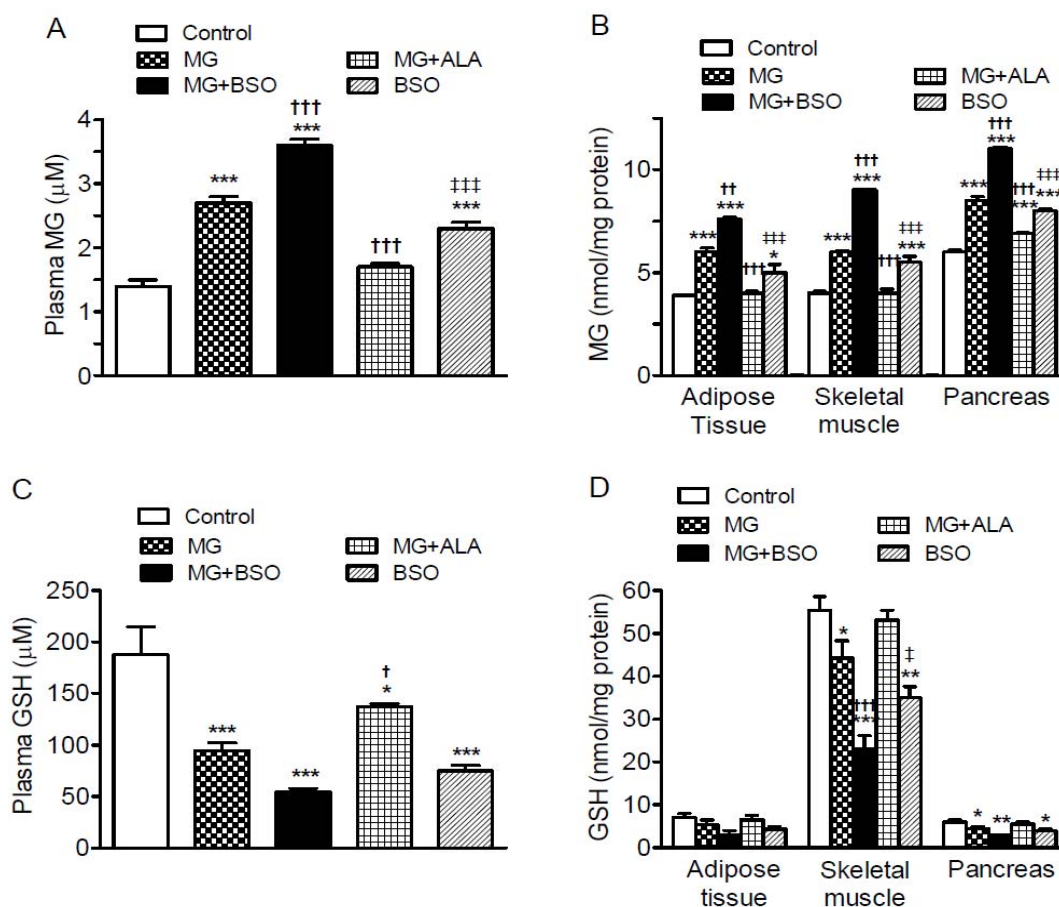 A
Control
MG
MG+ALA
MG+BSO
BSO
Plasma MG (μM)
4
3
2
1
0
***
†††
***
†††
‡‡‡
***
B
Control
MG
MG+ALA
MG+BSO
BSO
MG (nmol/mg protein)
10
5
0
***
††
***
†††
‡‡‡
*
***
†††
***
†††
‡‡‡
***
***
†††
***
†††
***
‡‡‡
***
Adipose
Tissue
Skeletal
muscle
Pancreas
C
Control
MG
MG+ALA
MG+BSO
BSO
Plasma GSH (μM)
250
200
150
100
50
0
***
***
†
*
***
D
Control
MG
MG+ALA
MG+BSO
BSO
GSH (nmol/mg protein)
60
50
40
30
20
10
0
*
†††
***
‡
**
*
**
*
Adipose
tissue
Skeletal
muscle
Pancreas